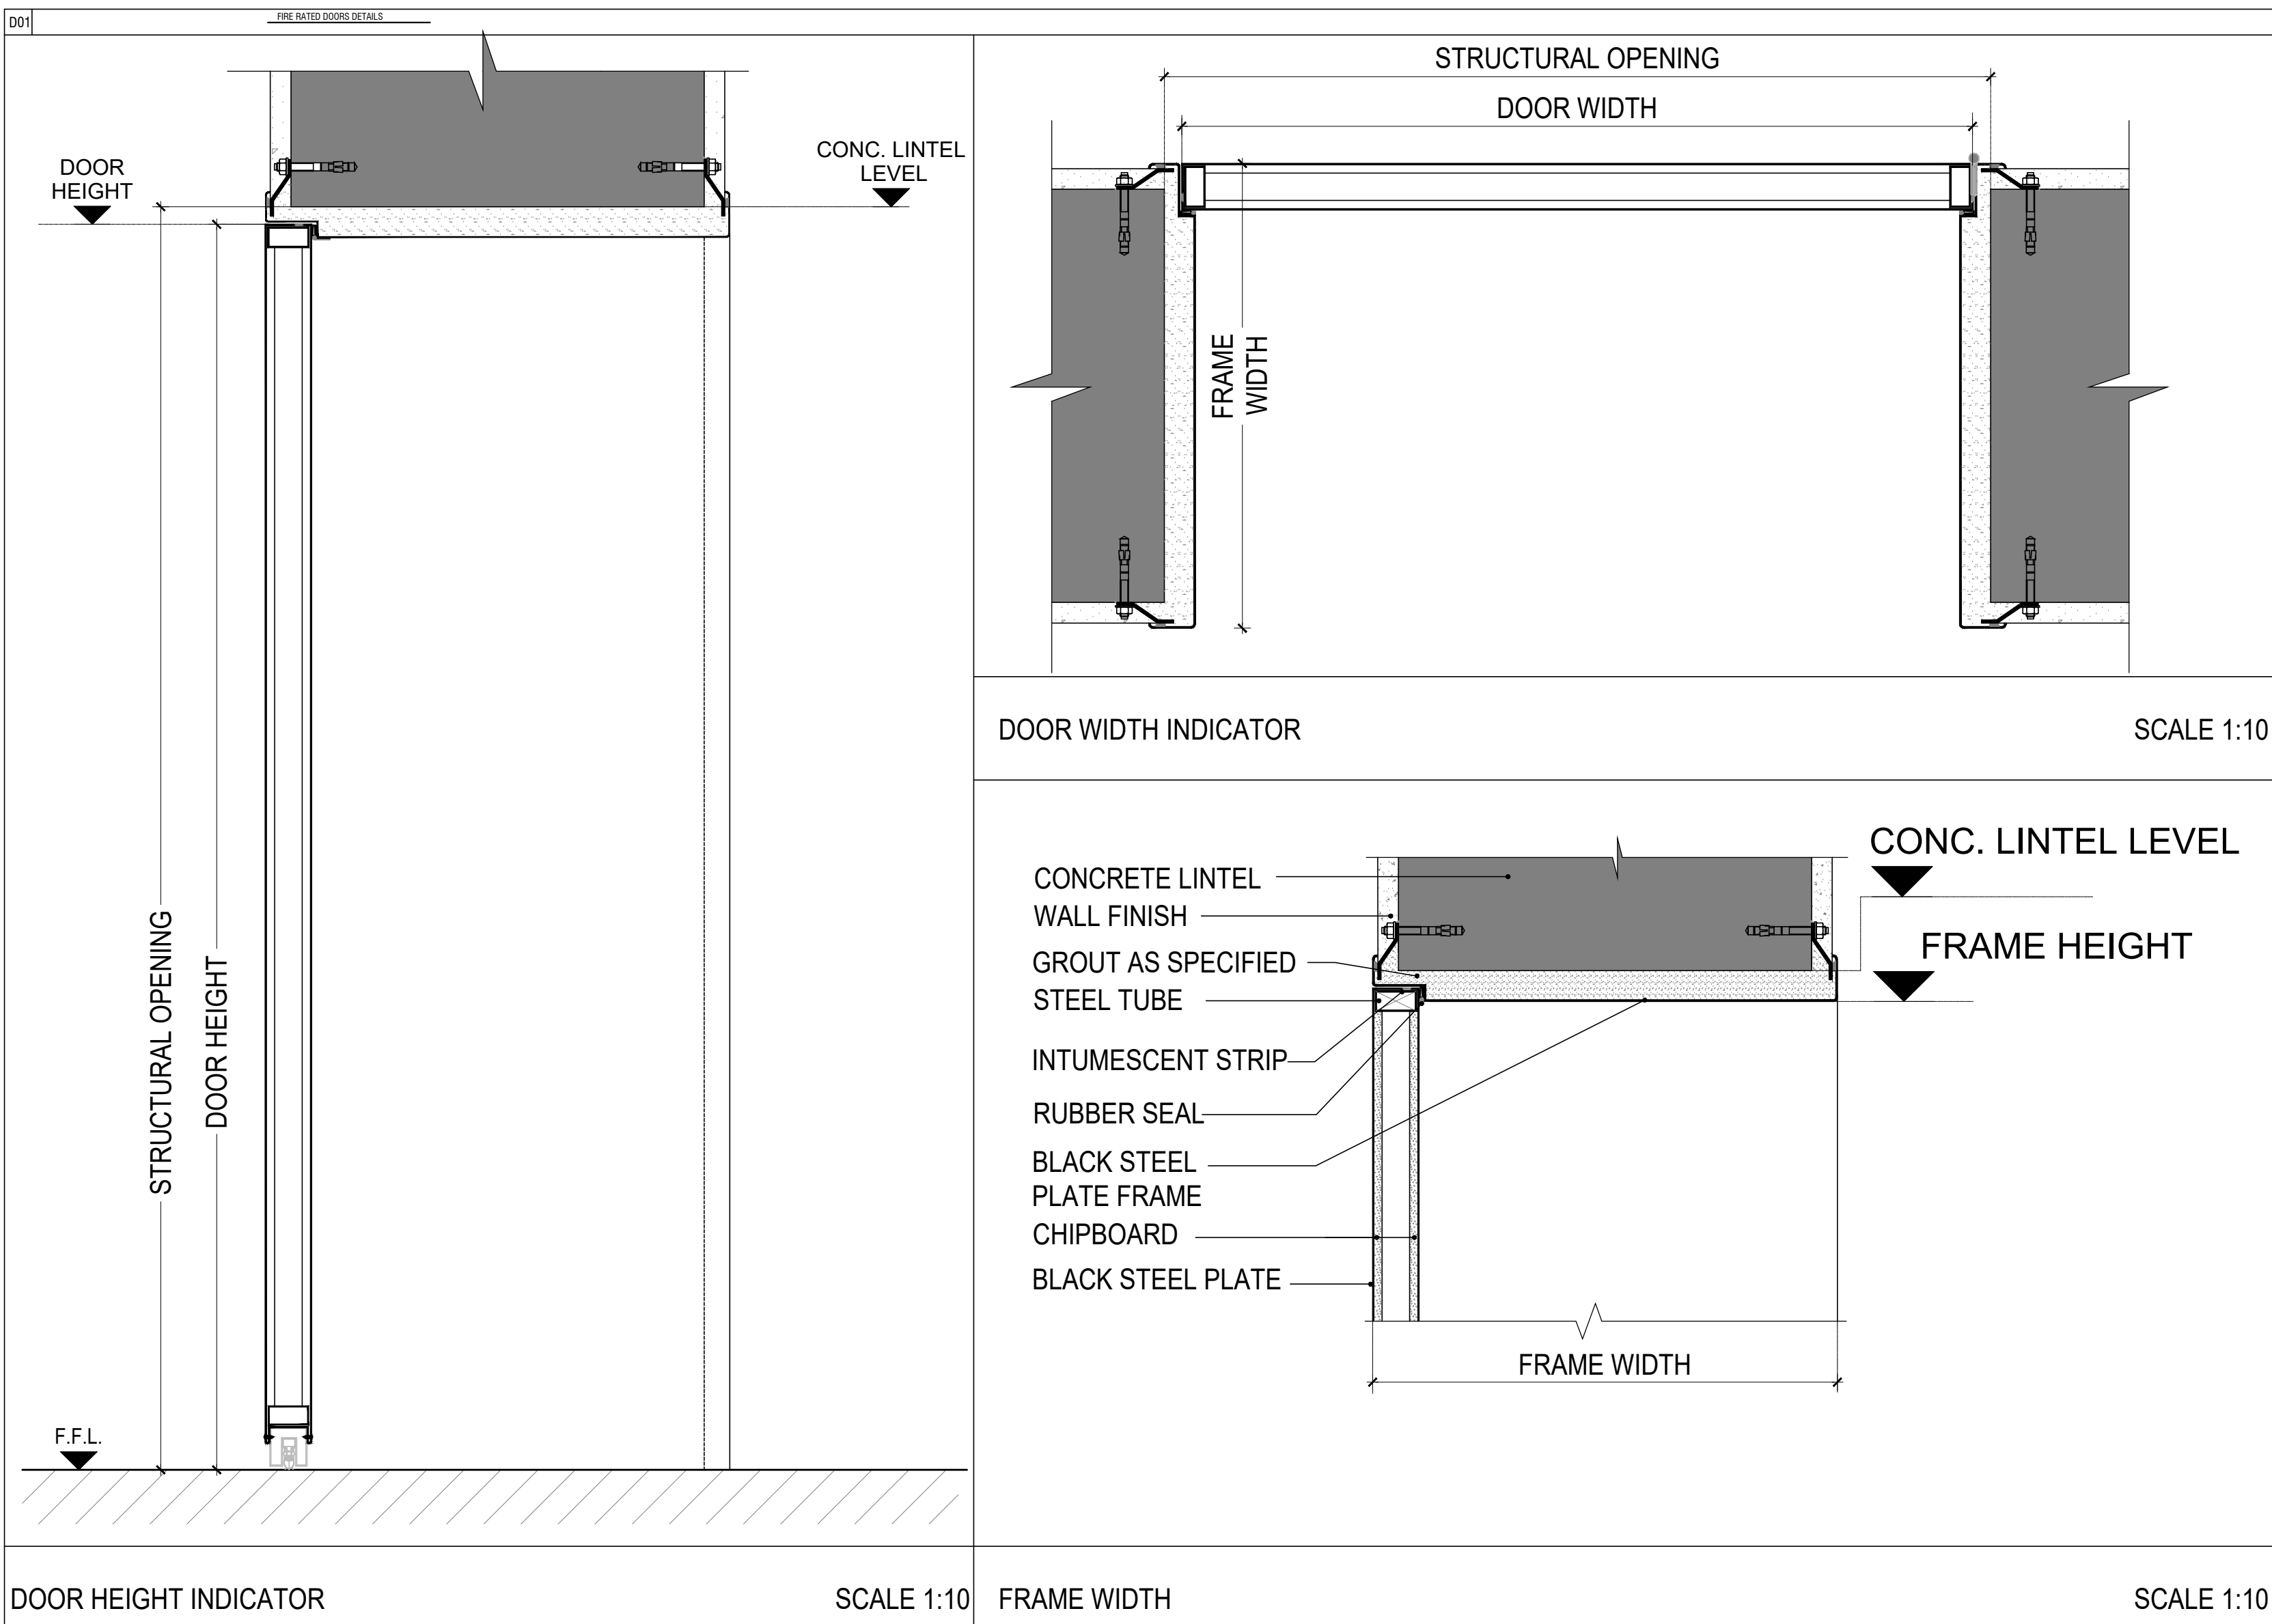 D01
FIRE RATED DOORS DETAILS
DOOR
HEIGHT
CONC. LINTEL
LEVEL
STRUCTURAL OPENING
DOOR HEIGHT
F.F.L.
DOOR HEIGHT INDICATOR
SCALE 1:10
STRUCTURAL OPENING
DOOR WIDTH
FRAME
WIDTH
DOOR WIDTH INDICATOR
SCALE 1:10
CONC. LINTEL LEVEL
FRAME HEIGHT
CONCRETE LINTEL
WALL FINISH
GROUT AS SPECIFIED
STEEL TUBE
INTUMESCENT STRIP
RUBBER SEAL
BLACK STEEL
PLATE FRAME
CHIPBOARD
BLACK STEEL PLATE
FRAME WIDTH
FRAME WIDTH
SCALE 1:10